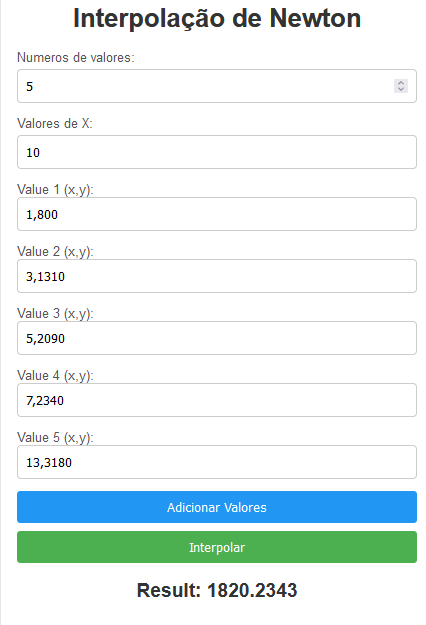 Interpolação de Newton
Numeros de valores:
5
Valores de X:
10
Value 1 (x,y):
1,800
Value 2 (x,y):
3,1310
Value 3 (x,y):
5,2090
Value 4 (x,y):
7,2340
Value 5 (x,y):
13,3180
Adicionar Valores
Interpolar
Result: 1820.2343